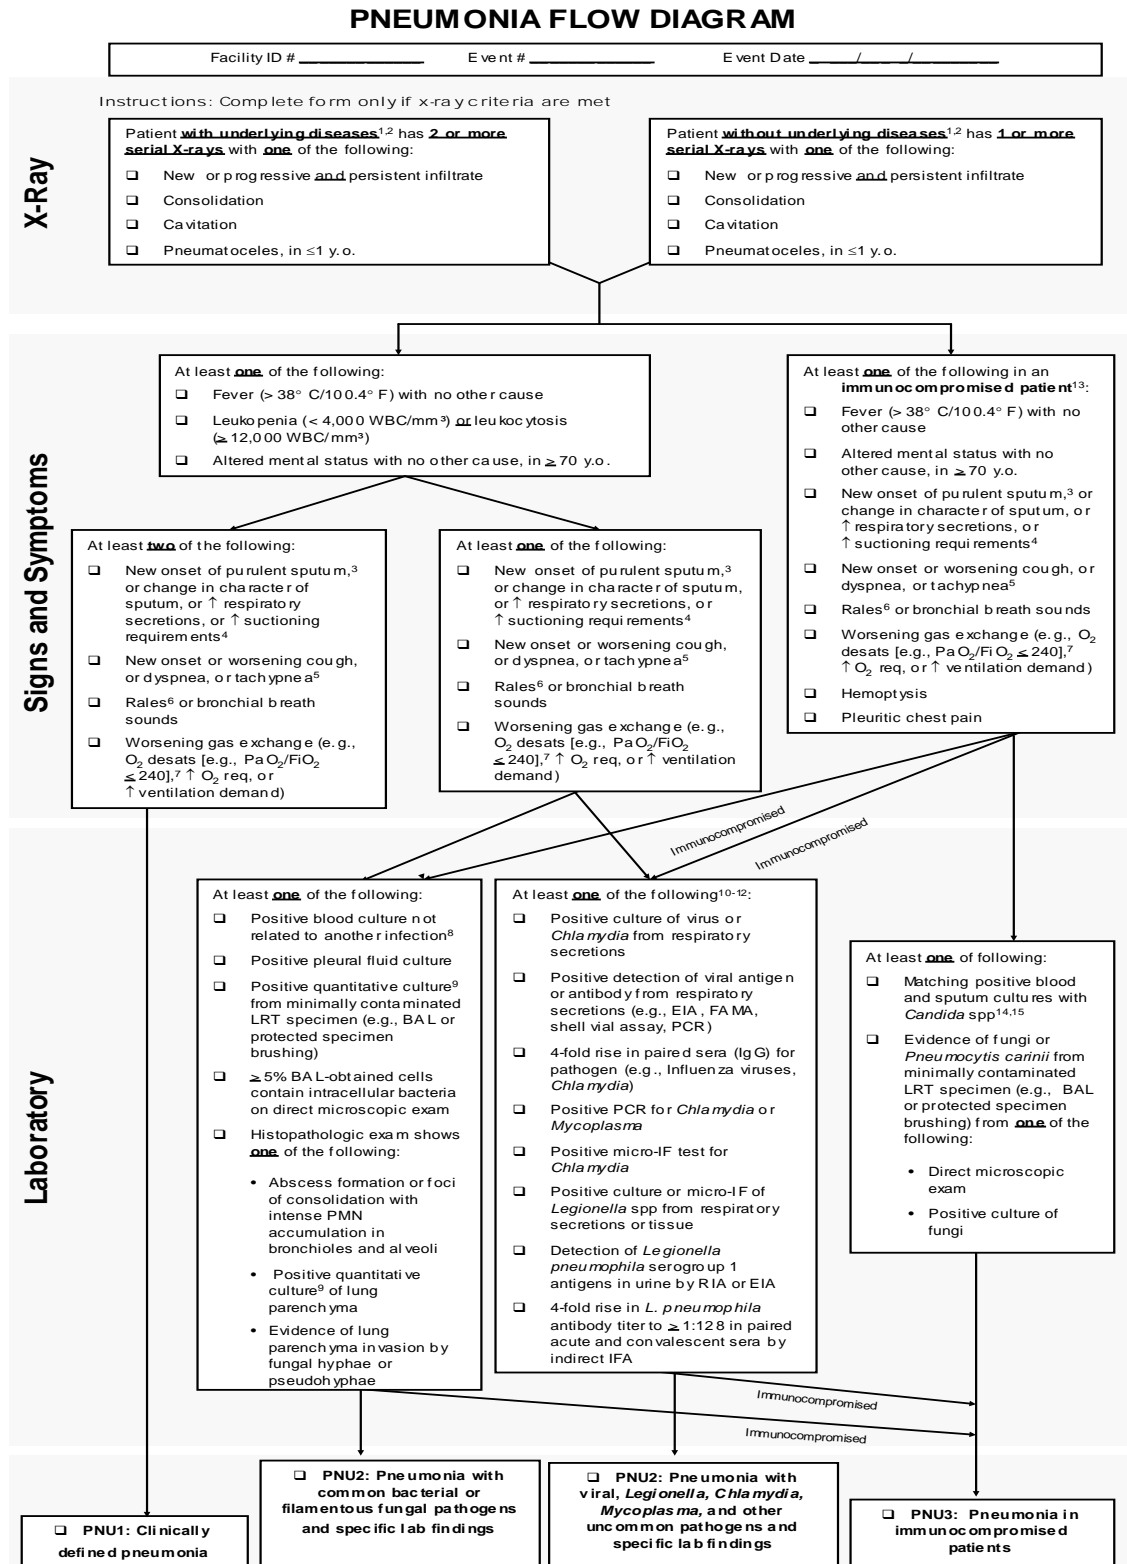 PNEUMONIA FLOW DIAGRAM
Facility ID # ____________ Event # ____________ Event Date _ ___/___ _/________
Instructions: Complete form only if x-ray criteria are met
X-Ray
Patient with underlying diseases¹,² has 2 or more
serial X-rays with one of the following:
❑ New or progressive and persistent infiltrate
❑ Consolidation
❑ Cavitation
❑ Pneumatoceles, in ≤1 y.o.
Patient without underlying diseases¹,² has 1 or more
serial X-rays with one of the following:
❑ New or progressive and persistent infiltrate
❑ Consolidation
❑ Cavitation
❑ Pneumatoceles, in ≤1 y.o.
Signs and Symptoms
At least one of the following:
❑ Fever (> 38° C/100.4° F) with no other cause
❑ Leukopenia (< 4,000 WBC/mm³) or leukocytosis
(≥ 12,000 WBC/mm³)
❑ Altered mental status with no other cause, in ≥ 70 y.o.
At least one of the following in an
immunocompromised patient¹³:
❑ Fever (> 38° C/100.4° F) with no
other cause
❑ Altered mental status with no
other cause, in ≥ 70 y.o.
❑ New onset of purulent sputum,³ or
change in character of sputum, or
↑ respiratory secretions, or
↑ suctioning requirements⁴
❑ New onset or worsening cough, or
dyspnea, or tachypnea⁵
❑ Rales⁶ or bronchial breath sounds
❑ Worsening gas exchange (e.g., O₂
desats [e.g., PaO₂/FiO₂ ≤ 240],⁷
↑ O₂ req, or ↑ ventilation demand)
❑ Hemoptysis
❑ Pleuritic chest pain
At least two of the following:
❑ New onset of purulent sputum,³
or change in character of
sputum, or ↑ respiratory
secretions, or ↑ suctioning
requirements⁴
❑ New onset or worsening cough,
or dyspnea, or tachypnea⁵
❑ Rales⁶ or bronchial breath
sounds
❑ Worsening gas exchange (e.g.,
O₂ desats [e.g., PaO₂/FiO₂
≤ 240],⁷ ↑ O₂ req, or
↑ ventilation demand)
At least one of the following:
❑ New onset of purulent sputum,³
or change in character of sputum,
or ↑ respiratory secretions, or
↑ suctioning requirements⁴
❑ New onset or worsening cough,
or dyspnea, or tachypnea⁵
❑ Rales⁶ or bronchial breath
sounds
❑ Worsening gas exchange (e.g.,
O₂ desats [e.g., PaO₂/FiO₂
≤ 240],⁷ ↑ O₂ req, or ↑ ventilation
demand)
Immunocompromised
Immunocompromised
Laboratory
At least one of the following:
❑ Positive blood culture not
related to another infection⁸
❑ Positive pleural fluid culture
❑ Positive quantitative culture⁹
from minimally contaminated
LRT specimen (e.g., BAL or
protected specimen
brushing)
❑ ≥ 5% BAL-obtained cells
contain intracellular bacteria
on direct microscopic exam
❑ Histopathologic exam shows
one of the following:
• Abscess formation or foci
of consolidation with
intense PMN
accumulation in
bronchioles and alveoli
• Positive quantitative
culture⁹ of lung
parenchyma
• Evidence of lung
parenchyma invasion by
fungal hyphae or
pseudohyphae
At least one of the following¹⁰⁻¹²:
❑ Positive culture of virus or
Chlamydia from respiratory
secretions
❑ Positive detection of viral antigen
or antibody from respiratory
secretions (e.g., EIA, FAMA,
shell vial assay, PCR)
❑ 4-fold rise in paired sera (IgG) for
pathogen (e.g., Influenza viruses,
Chlamydia)
❑ Positive PCR for Chlamydia or
Mycoplasma
❑ Positive micro-IF test for
Chlamydia
❑ Positive culture or micro-IF of
Legionella spp from respiratory
secretions or tissue
❑ Detection of Legionella
pneumophila serogroup 1
antigens in urine by RIA or EIA
❑ 4-fold rise in L. pneumophila
antibody titer to ≥ 1:128 in paired
acute and convalescent sera by
indirect IFA
At least one of following:
❑ Matching positive blood
and sputum cultures with
Candida spp¹⁴,¹⁵
❑ Evidence of fungi or
Pneumocytis carinii from
minimally contaminated
LRT specimen (e.g., BAL
or protected specimen
brushing) from one of the
following:
• Direct microscopic
exam
• Positive culture of
fungi
Immunocompromised
Immunocompromised
❑ PNU1: Clinically
defined pneumonia
❑ PNU2: Pneumonia with
common bacterial or
filamentous fungal pathogens
and specific lab findings
❑ PNU2: Pneumonia with
viral, Legionella, Chlamydia,
Mycoplasma, and other
uncommon pathogens and
specific lab findings
❑ PNU3: Pneumonia in
immunocompromised
patients